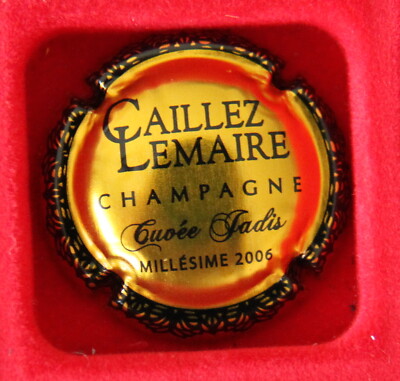 CAILLEZ
LEMAIRE
CHAMPAGNE
Cuvée Jadis
MILLÉSIME 2006